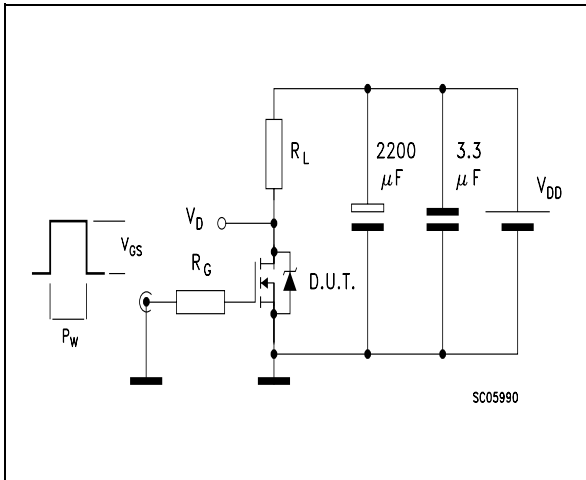 R_L
2200 μF
3.3 μF
V_DD
V_D
V_GS
R_G
D.U.T.
P_W
SC05990